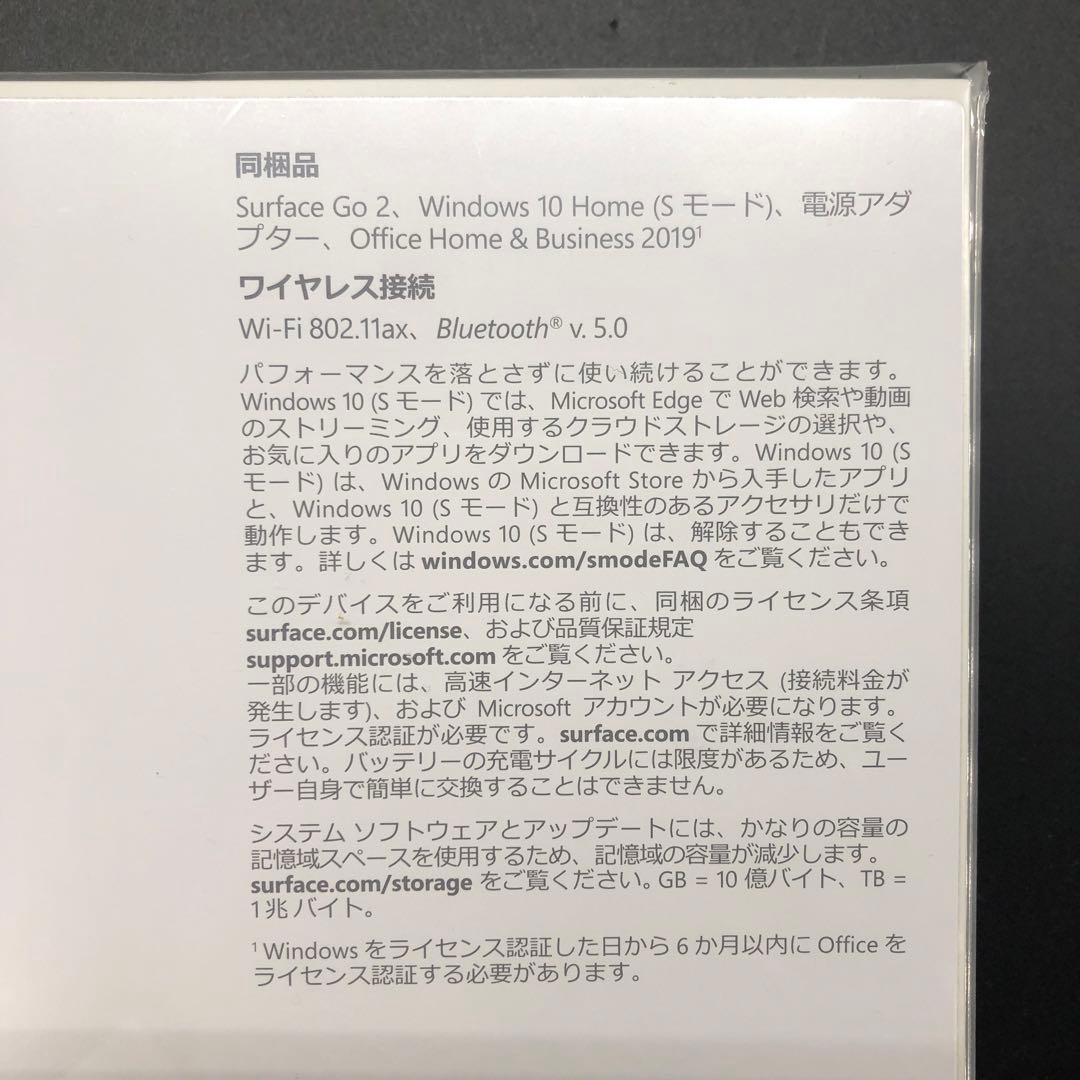 同梱品
Surface Go 2、Windows 10 Home (S モード)、電源アダ
プター、Office Home & Business 2019¹
ワイヤレス接続
Wi-Fi 802.11ax、Bluetooth® v. 5.0
パフォーマンスを落とさずに使い続けることができます。
Windows 10 (S モード) では、Microsoft Edge で Web 検索や動画
のストリーミング、使用するクラウドストレージの選択や、
お気に入りのアプリをダウンロードできます。Windows 10 (S
モード) は、Windows の Microsoft Store から入手したアプリ
と、Windows 10 (S モード) と互換性のあるアクセサリだけで
動作します。Windows 10 (S モード) は、解除することもでき
ます。詳しくは windows.com/smodeFAQ をご覧ください。
このデバイスをご利用になる前に、同梱のライセンス条項
surface.com/license、および品質保証規定
support.microsoft.com をご覧ください。
一部の機能には、高速インターネット アクセス (接続料金が
発生します)、および Microsoft アカウントが必要になります。
ライセンス認証が必要です。surface.com で詳細情報をご覧く
ださい。バッテリーの充電サイクルには限度があるため、ユー
ザー自身で簡単に交換することはできません。
システム ソフトウェアとアップデートには、かなりの容量の
記憶域スペースを使用するため、記憶域の容量が減少します。
surface.com/storage をご覧ください。GB = 10 億バイト、TB =
1 兆バイト。
¹ Windows をライセンス認証した日から 6 か月以内に Office を
ライセンス認証する必要があります。